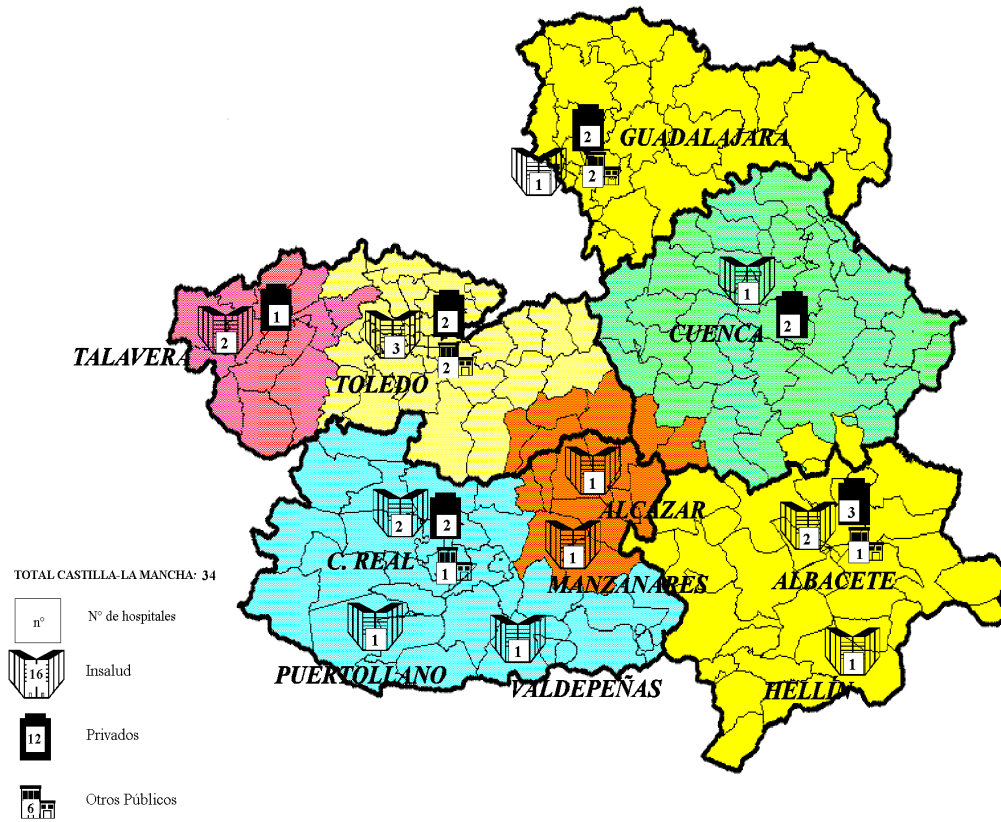 2
GUADALAJARA
1
2
1
2
CUENCA
1
2
TALAVERA
2
3
2
TOLEDO
1
ALCAZAR
2
2
C. REAL
1
1
MANZANARES
3
2
1
ALBACETE
TOTAL CASTILLA-LA MANCHA: 34
nº
Nº de hospitales
16
Insalud
12
Privados
6
Otros Públicos
1
PUERTOLLANO
1
VALDEPEÑAS
1
HELLÍN